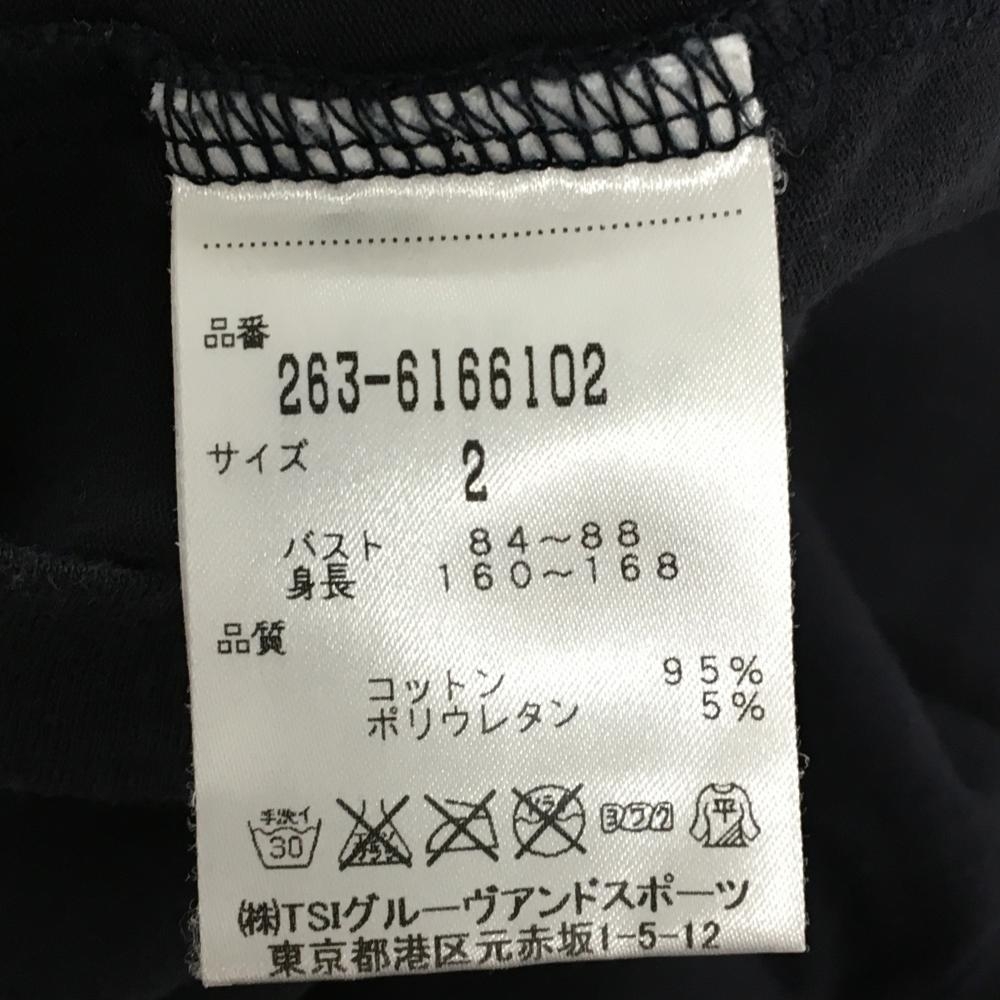 品番
263-6166102
サイズ 2
バスト 84～88
身長 160～168
品質
コットン 95%
ポリウレタン 5%
手洗イ
30
ドライ
ヨワク
平
(株)TSIグルーヴアンドスポーツ
東京都港区元赤坂1-5-12